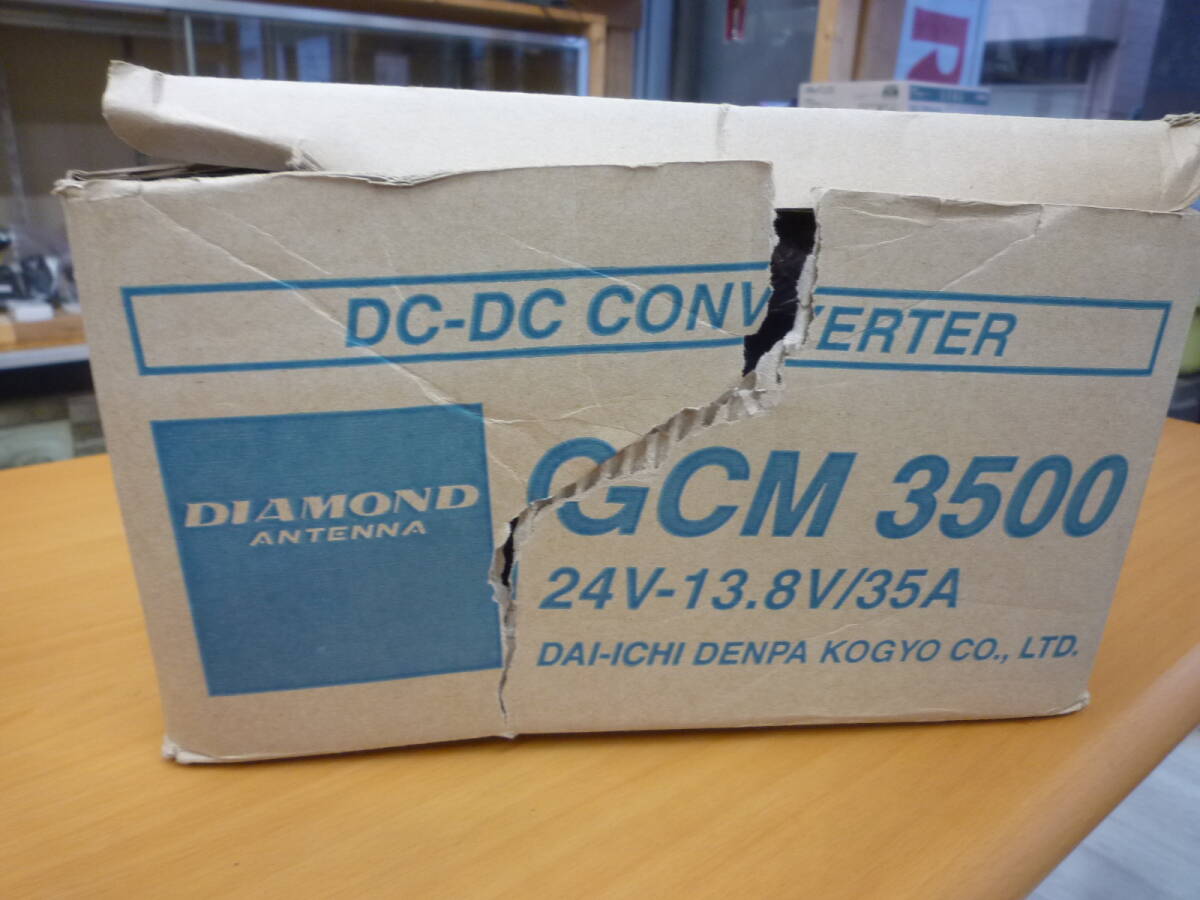 DC-DC CONVERTER
DIAMOND
ANTENNA
GCM 3500
24V-13.8V/35A
DAI-ICHI DENPA KOGYO CO., LTD.
R